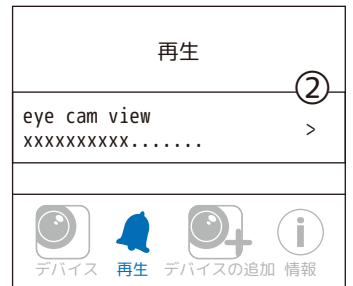 再生
②
eye cam view
xxxxxxxxxx.......
>
デバイス 再生 デバイスの追加 情報